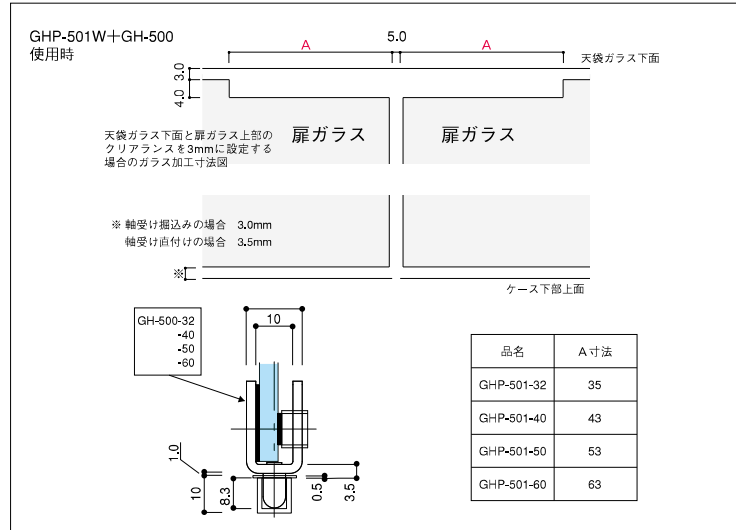 GHP-501W+GH-500
使用時
A
5.0
A
天袋ガラス下面
3.0
4.0
天袋ガラス下面と扉ガラス上部の
クリアランスを3mmに設定する
場合のガラス加工寸法図
扉ガラス
扉ガラス
※ 軸受け掘込みの場合 3.0mm
軸受け直付けの場合 3.5mm
※
ケース下部上面
GH-500-32
-40
-50
-60
10
1.0
10
8.3
0.5
3.5
品名 A寸法
GHP-501-32 35
GHP-501-40 43
GHP-501-50 53
GHP-501-60 63